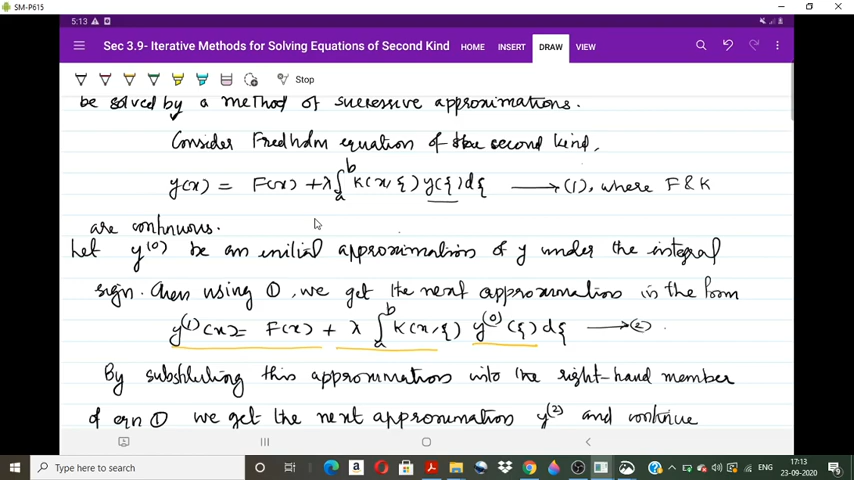 SM-P615
5:13
Sec 3.9- Iterative Methods for Solving Equations of Second Kind HOME INSERT DRAW VIEW
Stop
be solved by a method of successive approximations.
Consider Fredholm equation of the second kind,
y(x) = F(x) + λ∫_a^b K(x,ξ) y(ξ)dξ ⟶ (1), where F & K
are continuous.
Let y^(0) be an initial approximation of y under the integral
sign. Then using ①, we get the next approximation in the form
y^(1)(x) = F(x) + λ ∫_a^b K(x,ξ) y^(0)(ξ)dξ ⟶ (2)
By substituting this approximation into the right-hand member
of eqn ① we get the next approximation y^(2) and continue
Type here to search
ENG
17:13
23-09-2020